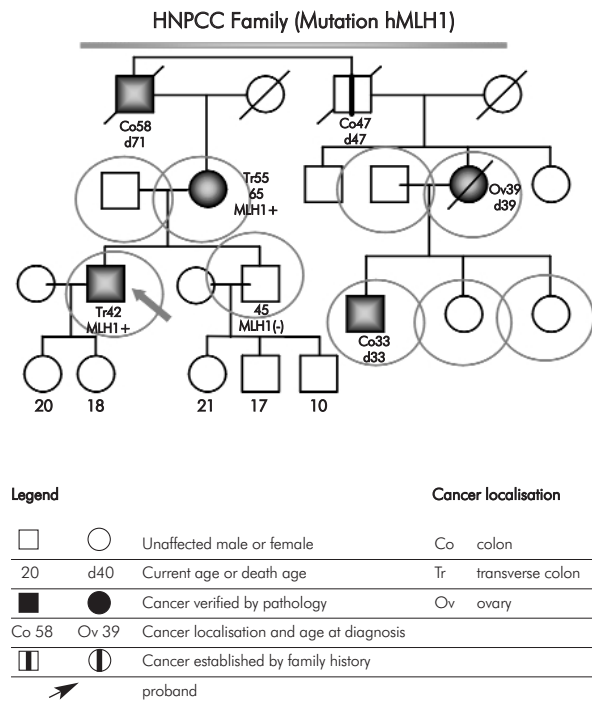 HNPCC Family (Mutation hMLH1)
Co58
d71
Co47
d47
Tr55
65
MLH1+
Ov39
d39
Tr42
MLH1+
45
MLH1(-)
Co33
d33
20
18
21
17
10
Legend
Cancer localisation
Unaffected male or female
Co colon
20 d40 Current age or death age
Tr transverse colon
Cancer verified by pathology
Ov ovary
Co 58 Ov 39 Cancer localisation and age at diagnosis
Cancer established by family history
proband